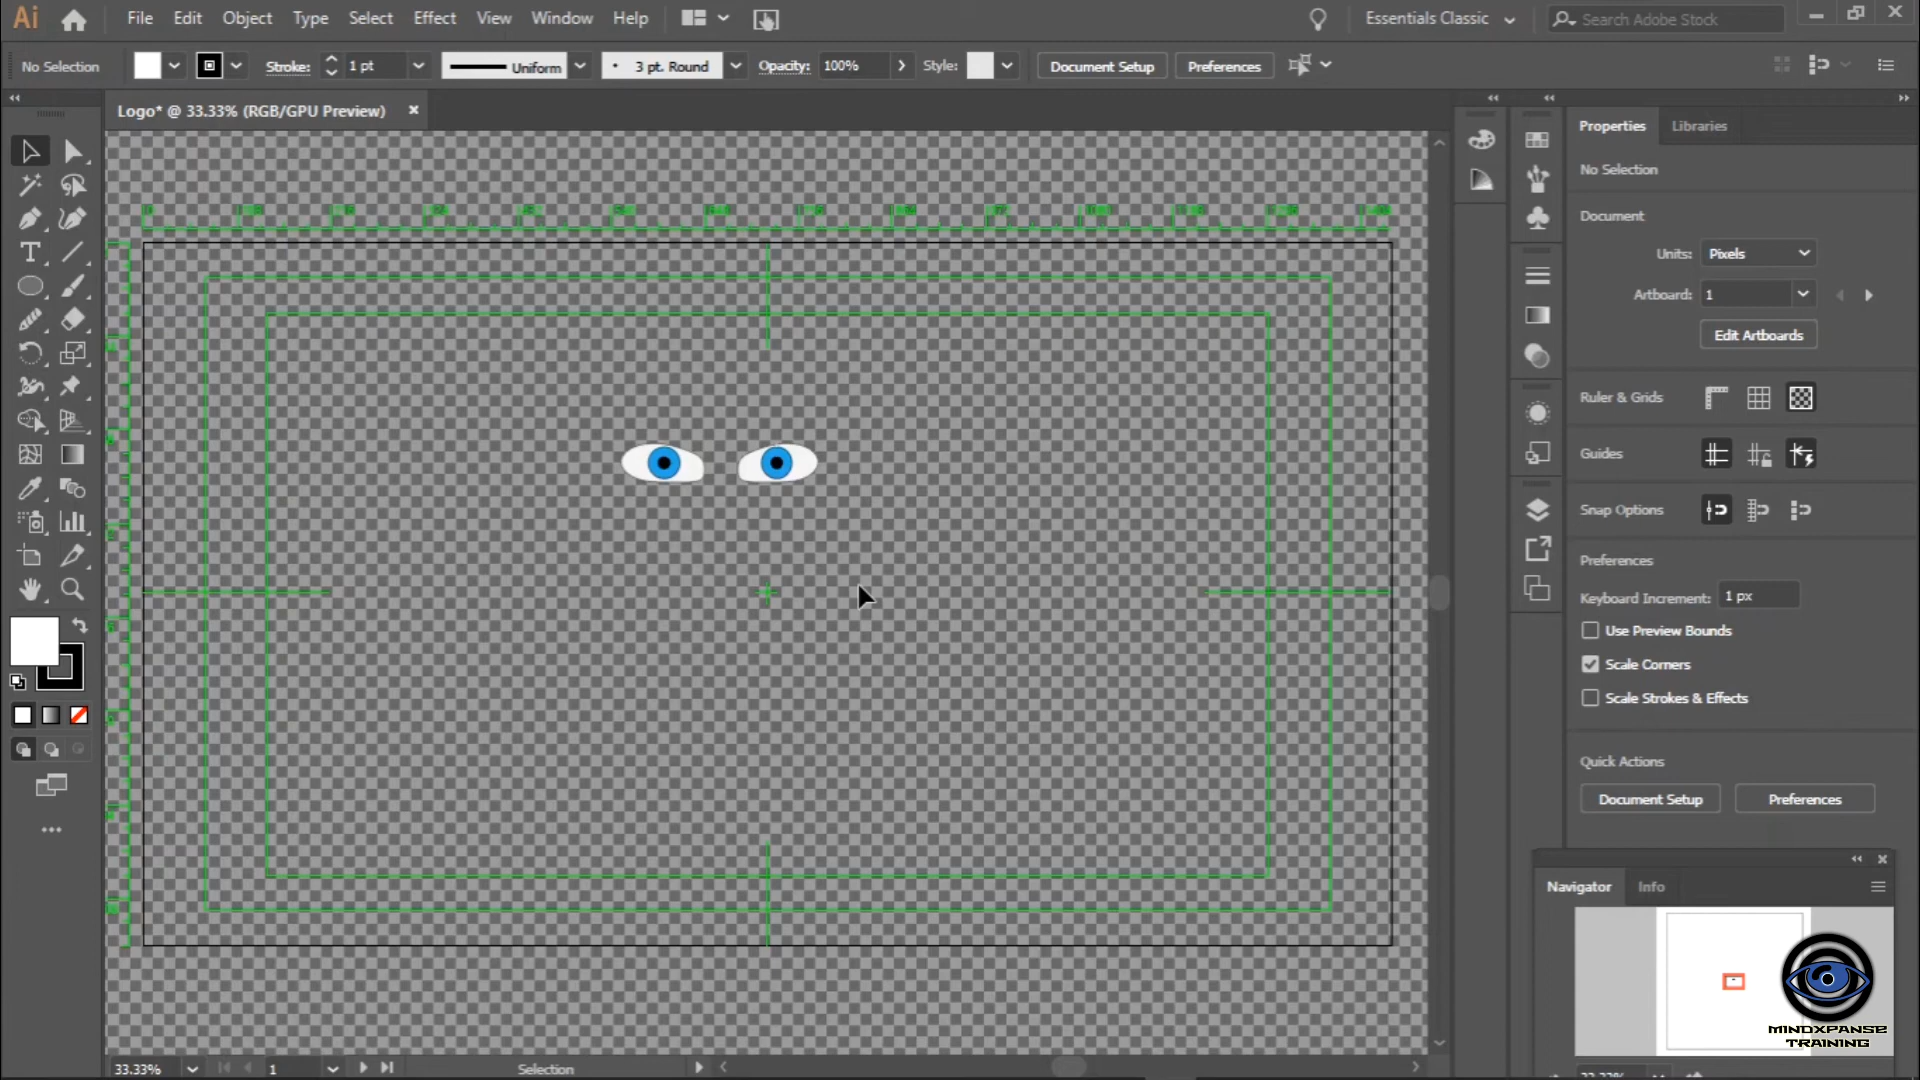 Ai File Edit Object Type Select Effect View Window Help Essentials Classic Search Adobe Stock
No Selection Stroke: 1 pt Uniform 3 pt. Round Opacity: 100% Style: Document Setup Preferences
Logo* @ 33.33% (RGB/GPU Preview)
Properties Libraries
No Selection
Document
Units: Pixels
Artboard: 1
Edit Artboards
Ruler & Grids
Guides
Snap Options
Preferences
Keyboard Increment: 1 px
Use Preview Bounds
Scale Corners
Scale Strokes & Effects
Quick Actions
Document Setup Preferences
Navigator Info
MINDXPANSE
TRAINING
33.33% 1 Selection